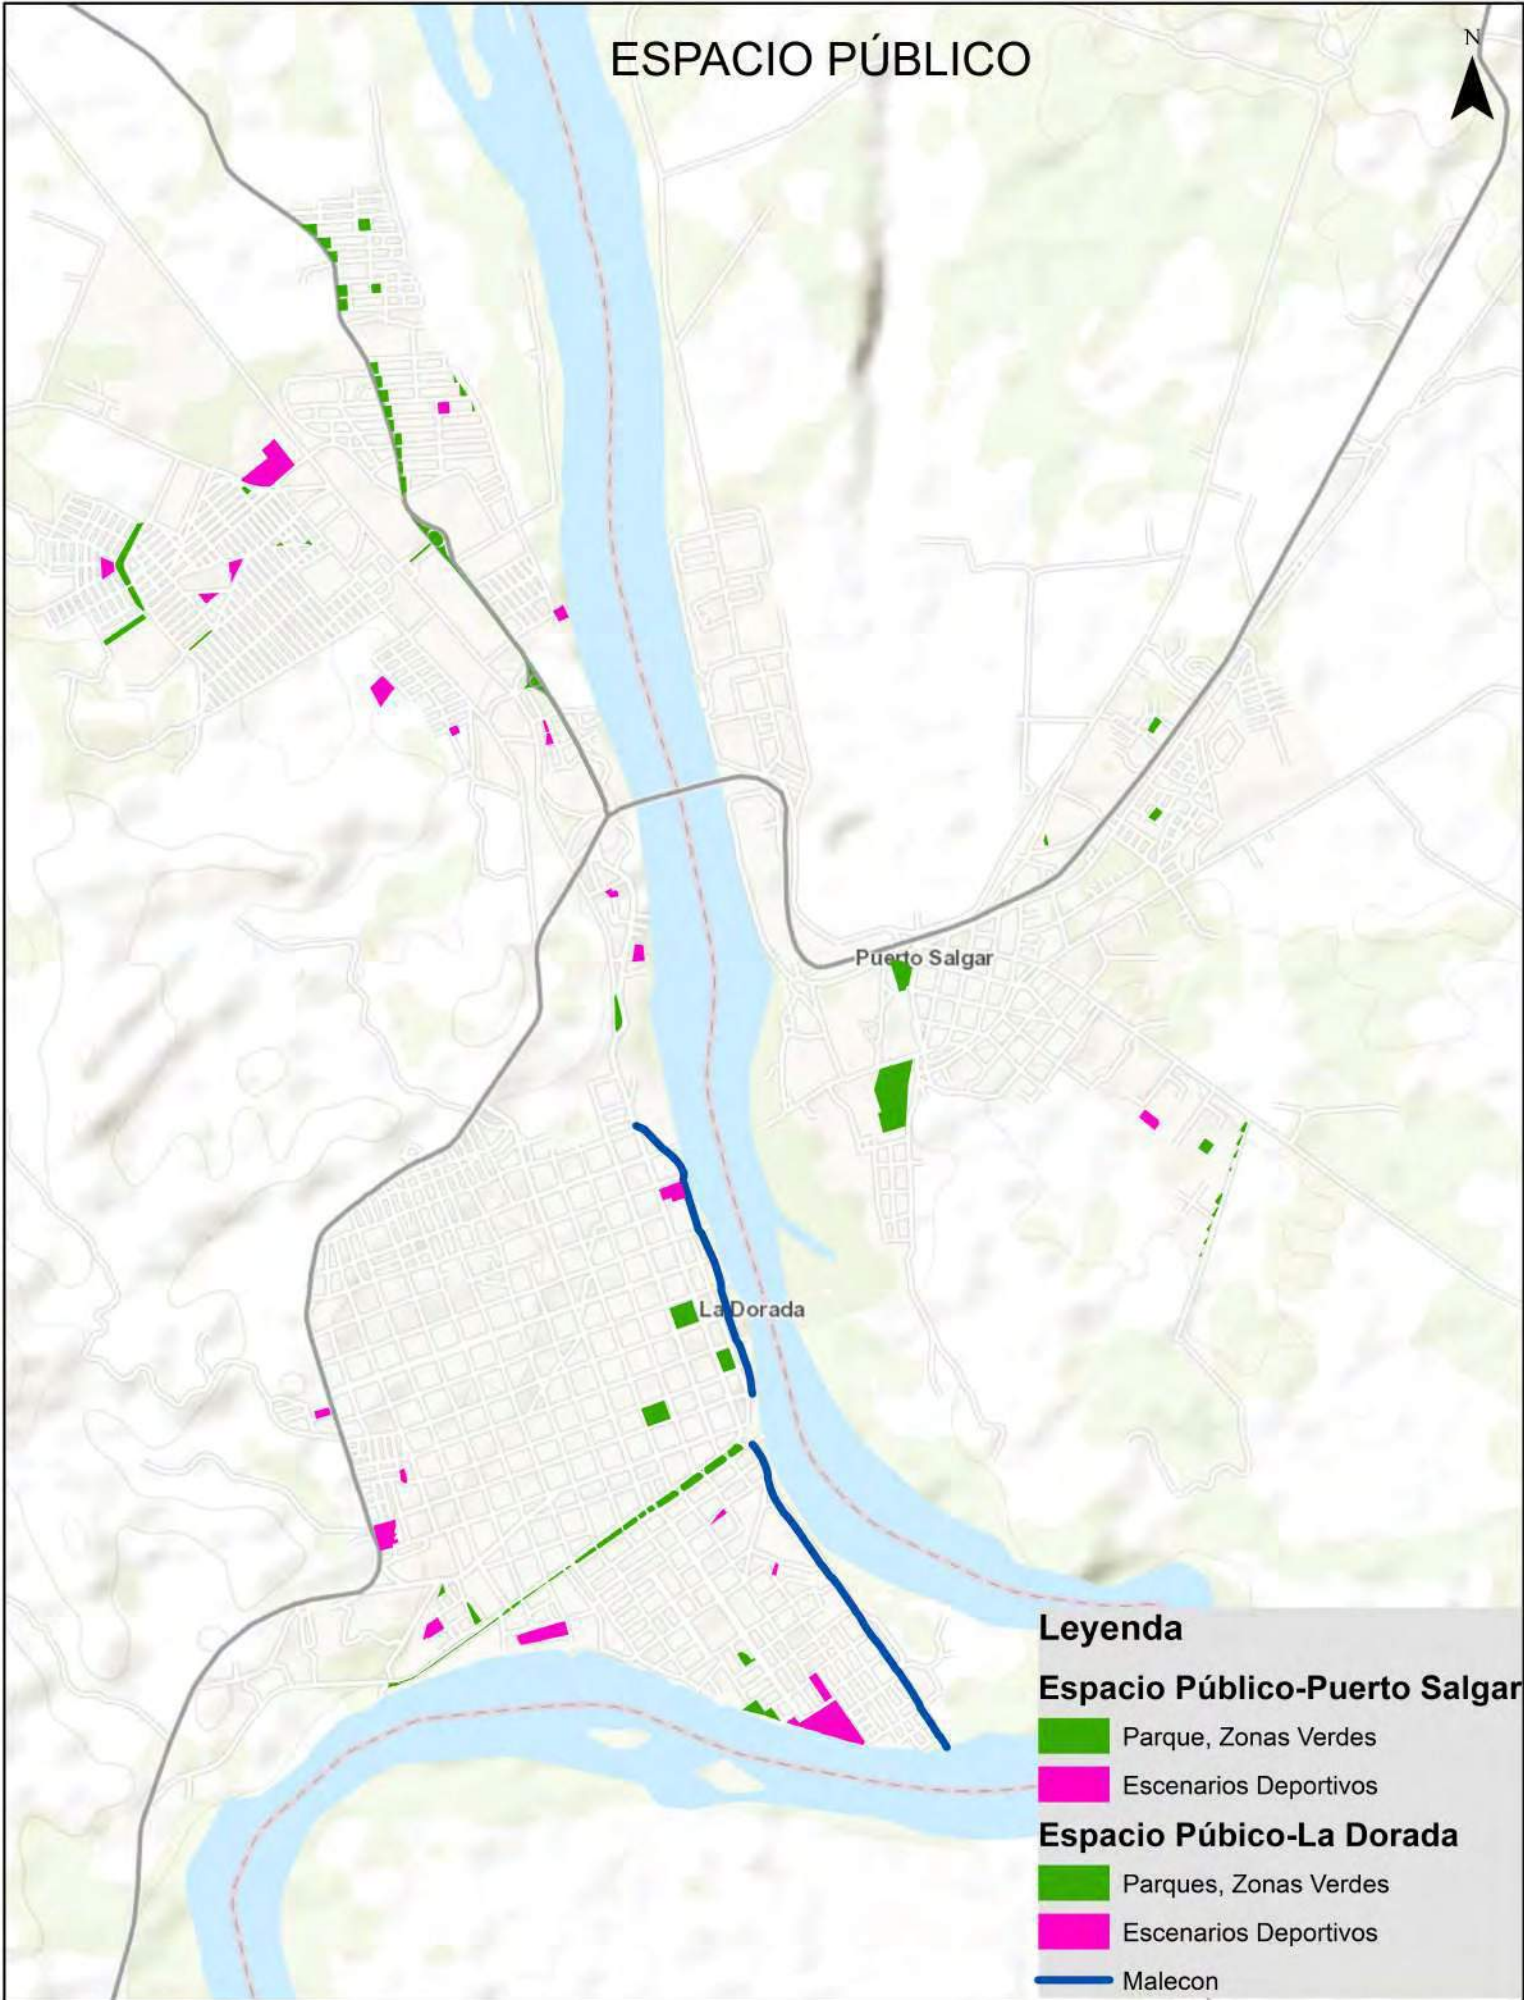 ESPACIO PÚBLICO
N
Puerto Salgar
La Dorada
Leyenda
Espacio Público-Puerto Salgar
Parque, Zonas Verdes
Escenarios Deportivos
Espacio Púbico-La Dorada
Parques, Zonas Verdes
Escenarios Deportivos
Malecon